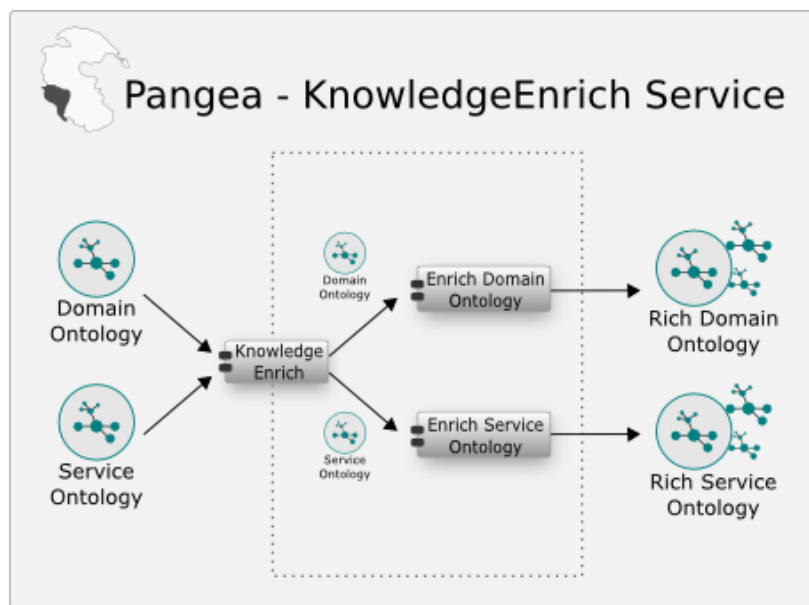 Pangea - KnowledgeEnrich Service
Domain
Ontology
Service
Ontology
Knowledge
Enrich
Domain
Ontology
Service
Ontology
Enrich Domain
Ontology
Enrich Service
Ontology
Rich Domain
Ontology
Rich Service
Ontology